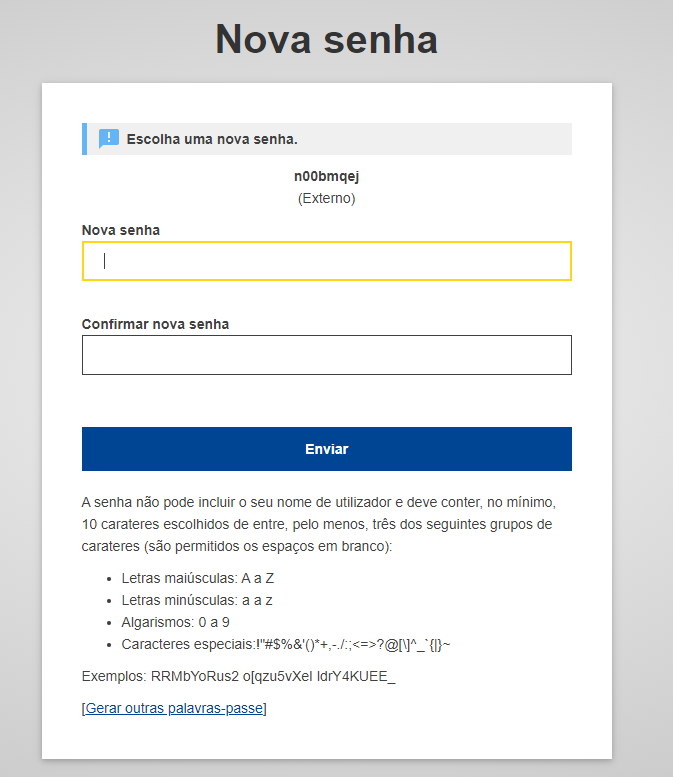 Nova senha
Escolha uma nova senha.
n00bmqej
(Externo)
Nova senha
Confirmar nova senha
Enviar
A senha não pode incluir o seu nome de utilizador e deve conter, no mínimo,
10 carateres escolhidos de entre, pelo menos, três dos seguintes grupos de
carateres (são permitidos os espaços em branco):
• Letras maiúsculas: A a Z
• Letras minúsculas: a a z
• Algarismos: 0 a 9
• Caracteres especiais:!"#$%&'()*+,-./:;<=>?@[\]^_`{|}~
Exemplos: RRMbYoRus2 o[qzu5vXeI IdrY4KUEE_
[Gerar outras palavras-passe]